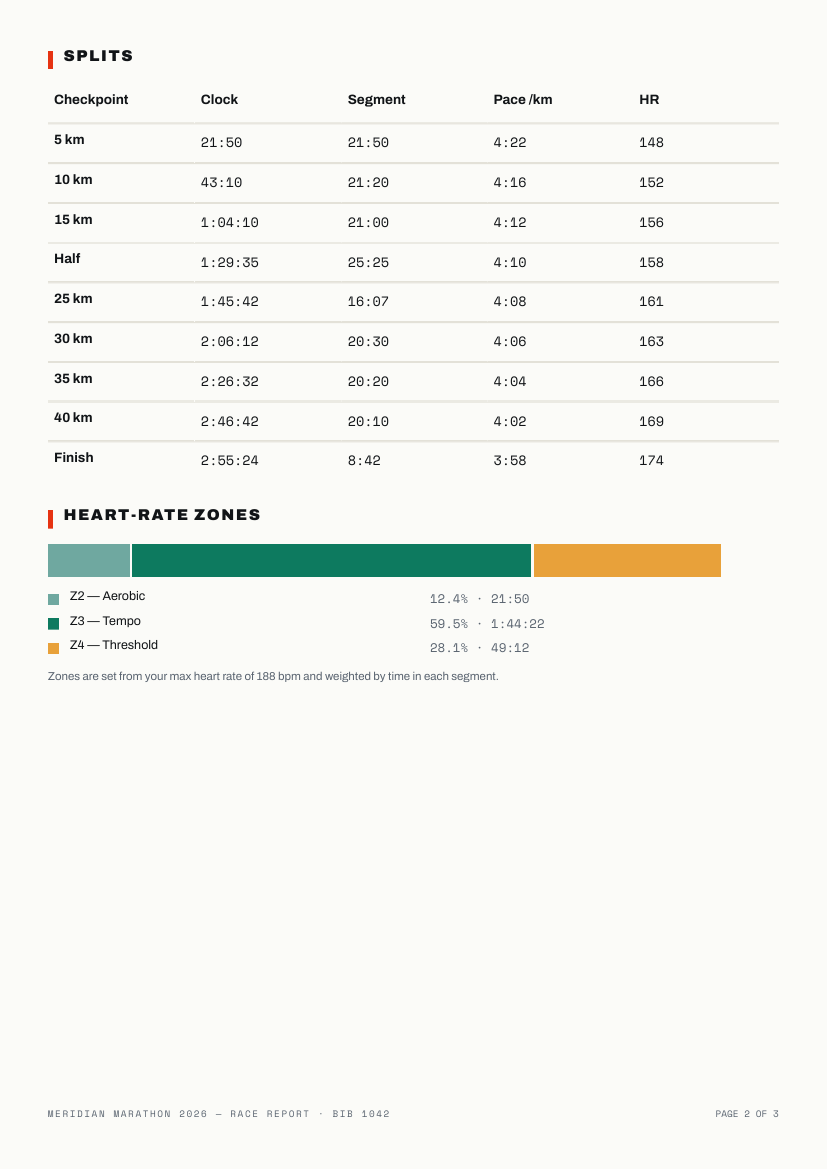 SPLITS
Checkpoint Clock Segment Pace /km HR
5 km 21:50 21:50 4:22 148
10 km 43:10 21:20 4:16 152
15 km 1:04:10 21:00 4:12 156
Half 1:29:35 25:25 4:10 158
25 km 1:45:42 16:07 4:08 161
30 km 2:06:12 20:30 4:06 163
35 km 2:26:32 20:20 4:04 166
40 km 2:46:42 20:10 4:02 169
Finish 2:55:24 8:42 3:58 174
HEART-RATE ZONES
Z2 — Aerobic 12.4% · 21:50
Z3 — Tempo 59.5% · 1:44:22
Z4 — Threshold 28.1% · 49:12
Zones are set from your max heart rate of 188 bpm and weighted by time in each segment.
MERIDIAN MARATHON 2026 — RACE REPORT · BIB 1042 PAGE 2 OF 3